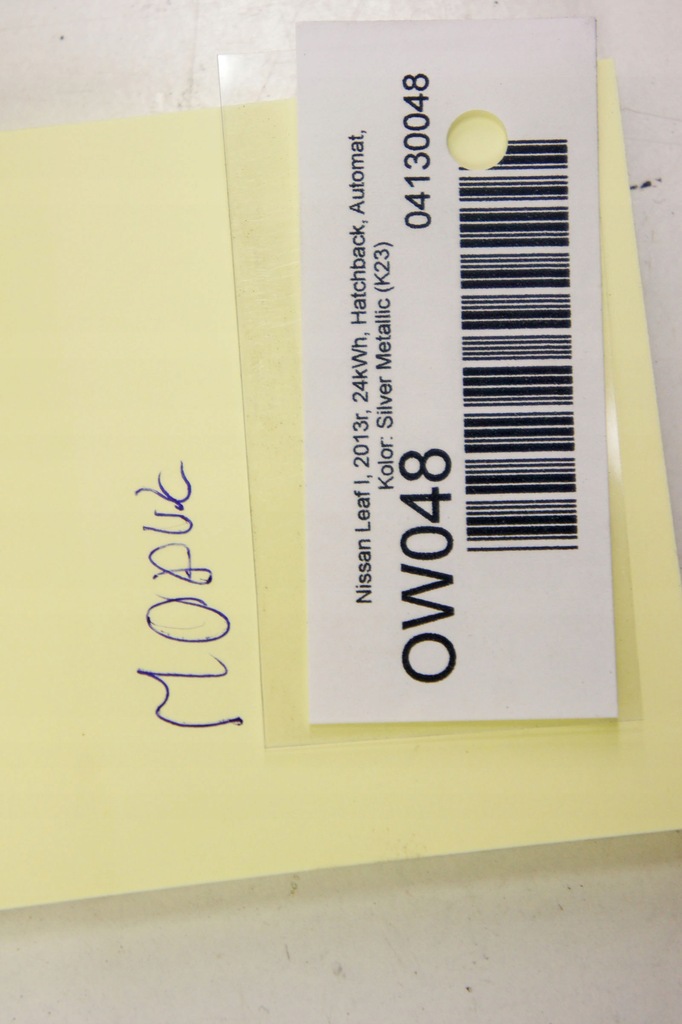 Nissan Leaf I, 2013r, 24kWh, Hatchback, Automat,
Kolor: Silver Metallic (K23)
OW048 04130048